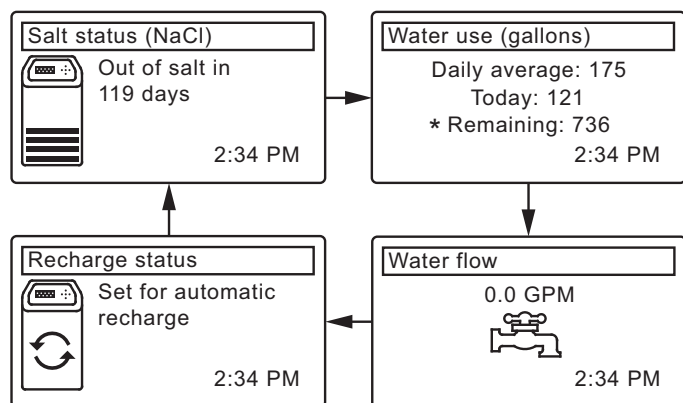 Salt status (NaCl)
Out of salt in
119 days
2:34 PM
Water use (gallons)
Daily average: 175
Today: 121
* Remaining: 736
2:34 PM
Recharge status
Set for automatic
recharge
2:34 PM
Water flow
0.0 GPM
2:34 PM